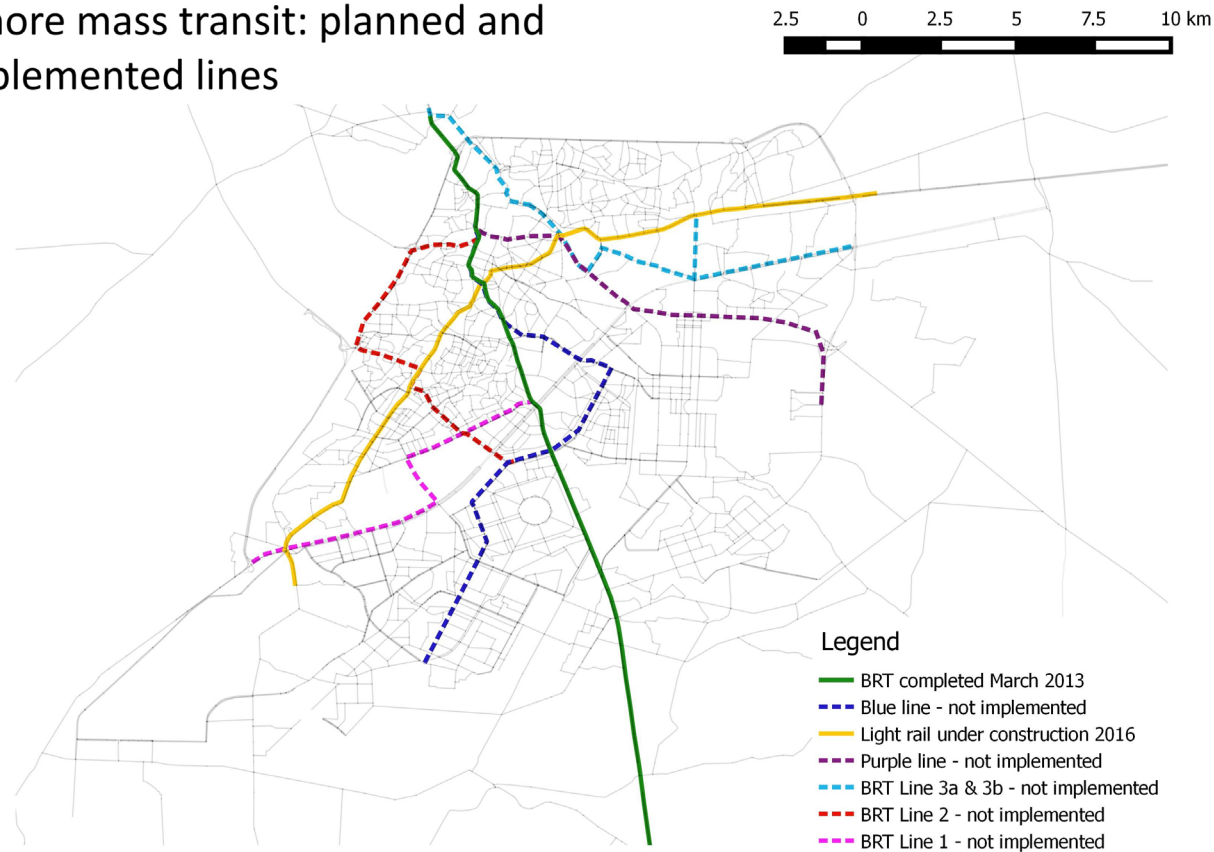 ore mass transit: planned and
plemented lines
2.5 0 2.5 5 7.5 10 km
Legend
BRT completed March 2013
Blue line - not implemented
Light rail under construction 2016
Purple line - not implemented
BRT Line 3a & 3b - not implemented
BRT Line 2 - not implemented
BRT Line 1 - not implemented